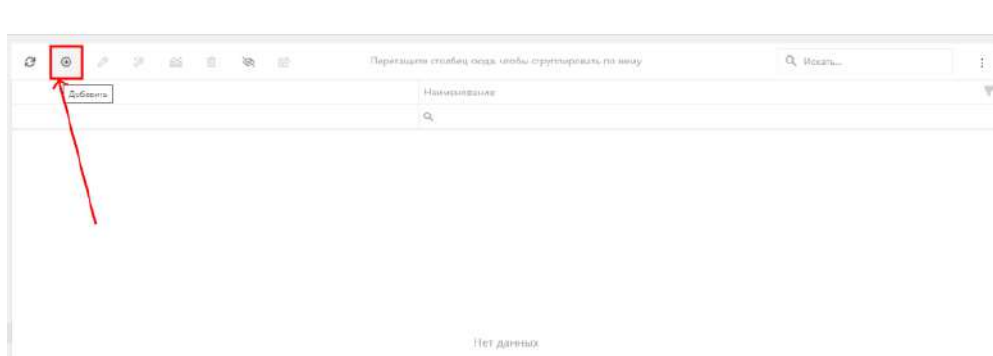 Перетащите столбец сюда, чтобы сгруппировать по нему
Искать...
Добавить
Наименование
Нет данных